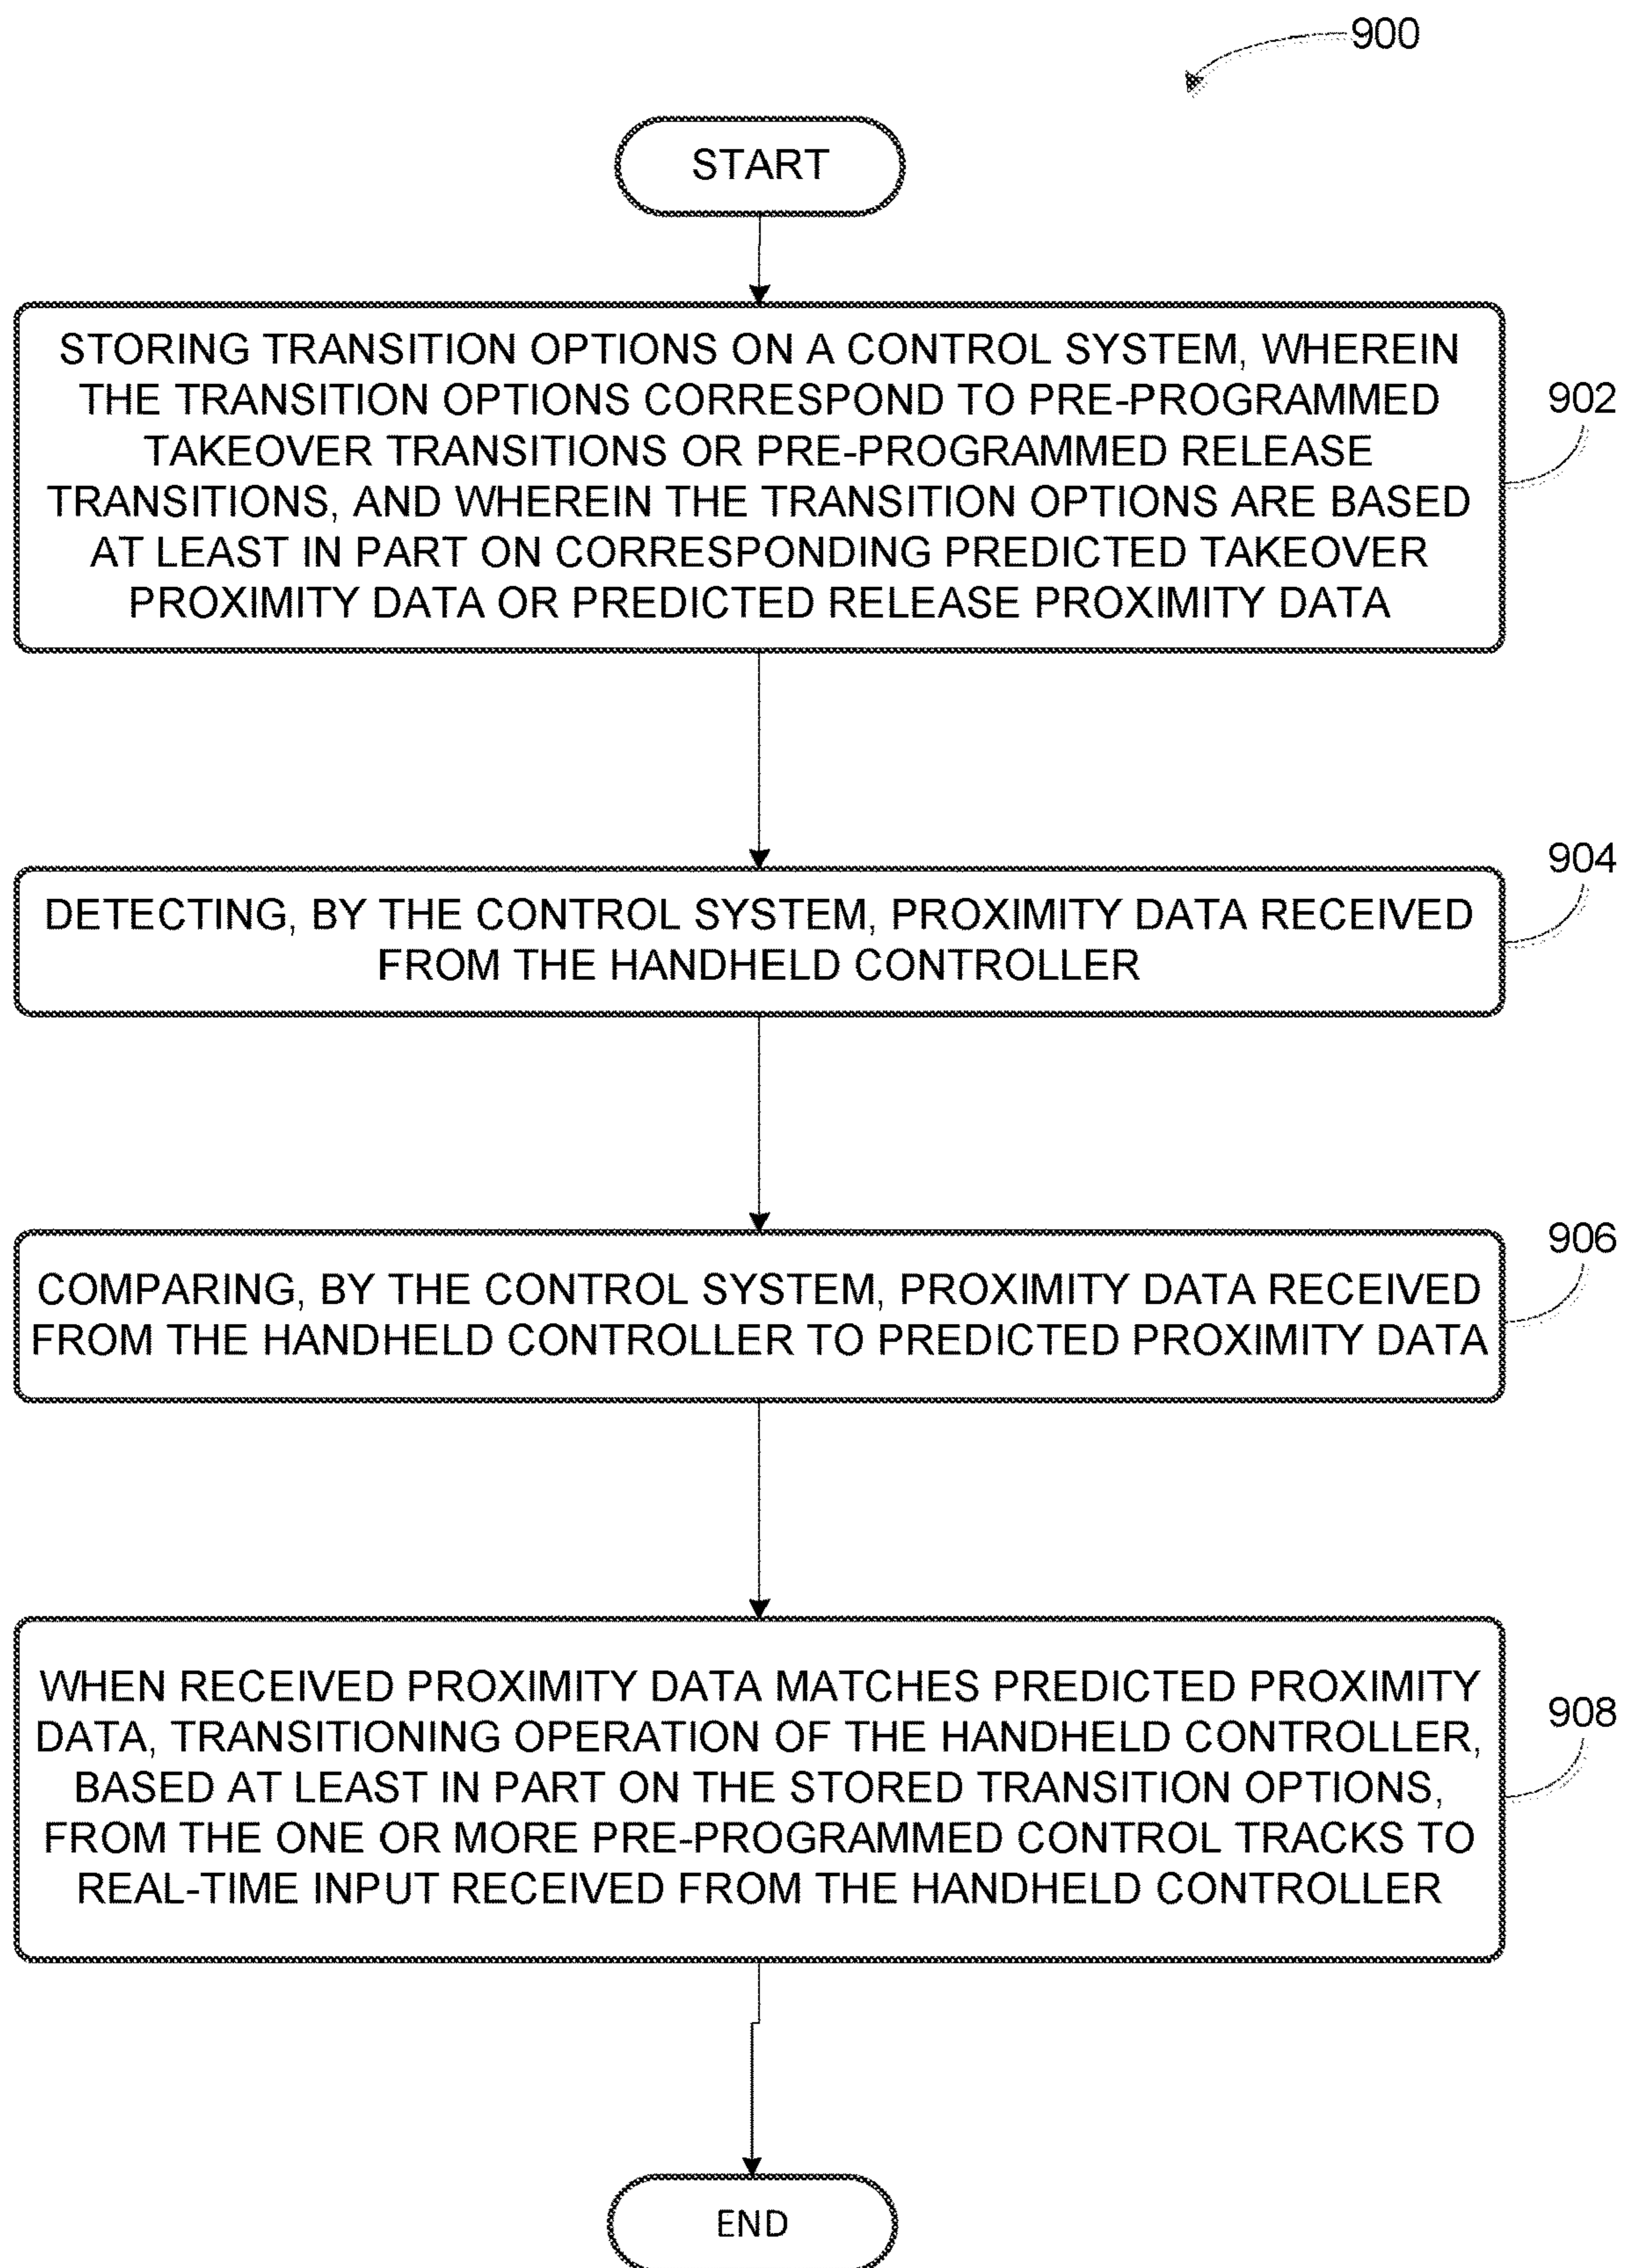 900
START
STORING TRANSITION OPTIONS ON A CONTROL SYSTEM, WHEREIN
THE TRANSITION OPTIONS CORRESPOND TO PRE-PROGRAMMED
TAKEOVER TRANSITIONS OR PRE-PROGRAMMED RELEASE
TRANSITIONS, AND WHEREIN THE TRANSITION OPTIONS ARE BASED
AT LEAST IN PART ON CORRESPONDING PREDICTED TAKEOVER
PROXIMITY DATA OR PREDICTED RELEASE PROXIMITY DATA
902
DETECTING, BY THE CONTROL SYSTEM, PROXIMITY DATA RECEIVED
FROM THE HANDHELD CONTROLLER
904
COMPARING, BY THE CONTROL SYSTEM, PROXIMITY DATA RECEIVED
FROM THE HANDHELD CONTROLLER TO PREDICTED PROXIMITY DATA
906
WHEN RECEIVED PROXIMITY DATA MATCHES PREDICTED PROXIMITY
DATA, TRANSITIONING OPERATION OF THE HANDHELD CONTROLLER,
BASED AT LEAST IN PART ON THE STORED TRANSITION OPTIONS,
FROM THE ONE OR MORE PRE-PROGRAMMED CONTROL TRACKS TO
REAL-TIME INPUT RECEIVED FROM THE HANDHELD CONTROLLER
908
END